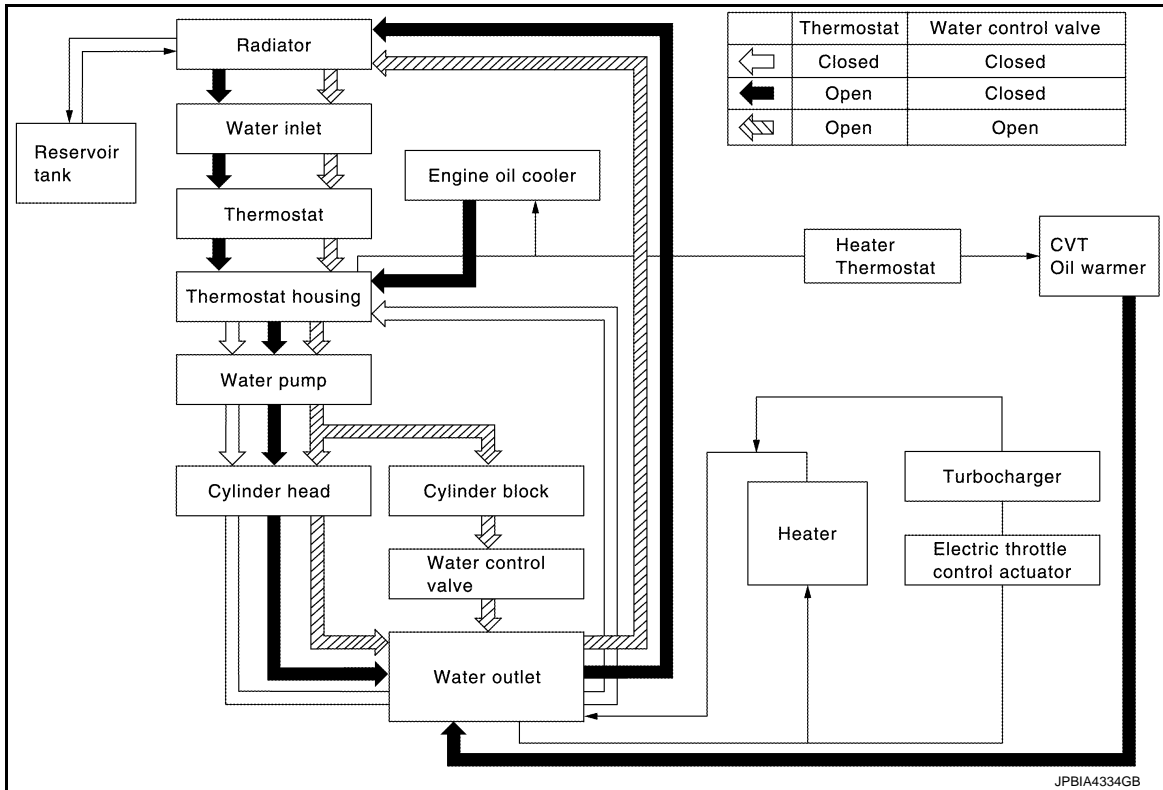 Thermostat Water control valve
Closed Closed
Open Closed
Open Open
Radiator
Water inlet
Reservoir
tank
Engine oil cooler
Thermostat
Heater
Thermostat
CVT
Oil warmer
Thermostat housing
Water pump
Cylinder head
Cylinder block
Turbocharger
Heater
Water control
valve
Electric throttle
control actuator
Water outlet
JPBIA4334GB